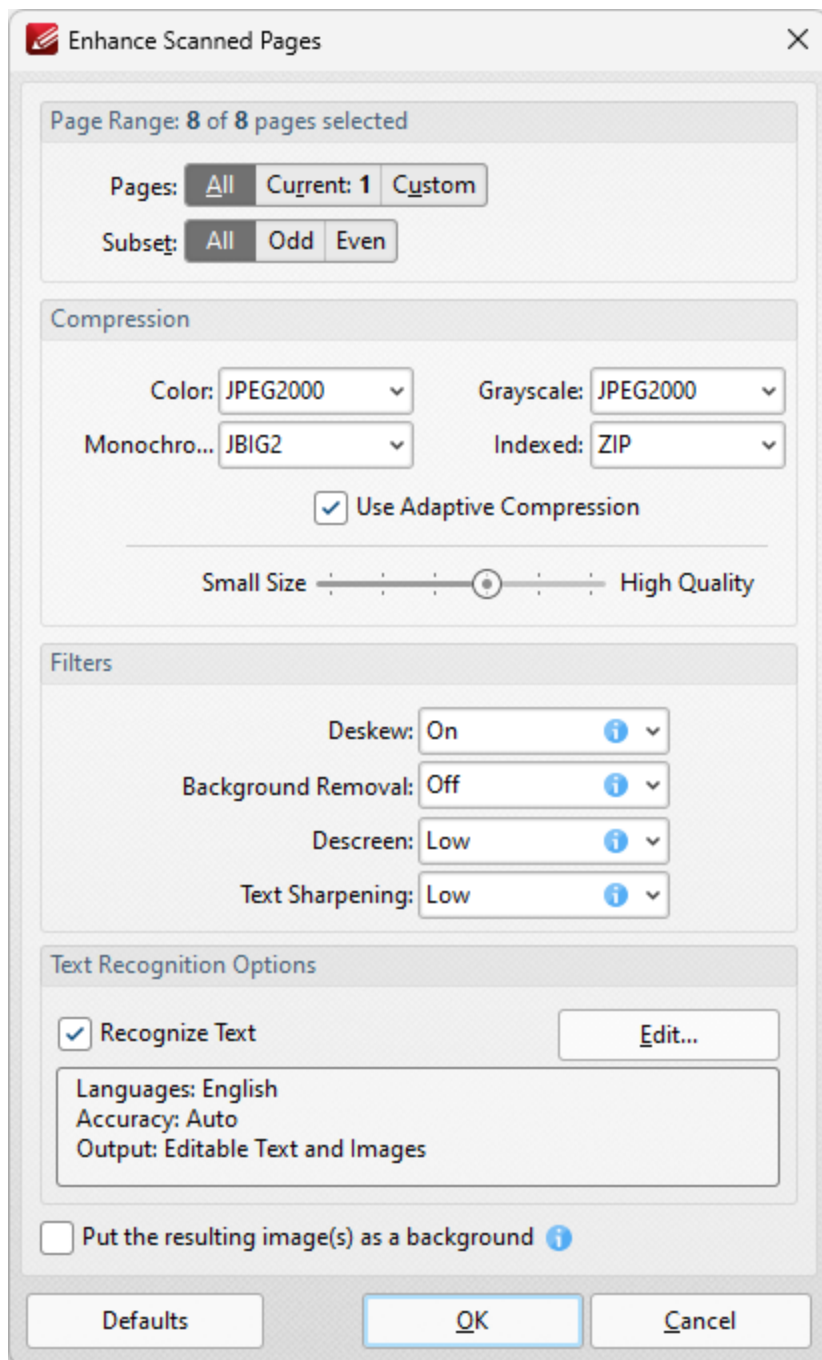 Enhance Scanned Pages
Page Range: 8 of 8 pages selected
Pages: All Current: 1 Custom
Subset: All Odd Even
Compression
Color: JPEG2000 Grayscale: JPEG2000
Monochro... JBIG2 Indexed: ZIP
Use Adaptive Compression
Small Size High Quality
Filters
Deskew: On
Background Removal: Off
Descreen: Low
Text Sharpening: Low
Text Recognition Options
Recognize Text Edit...
Languages: English
Accuracy: Auto
Output: Editable Text and Images
Put the resulting image(s) as a background
Defaults OK Cancel